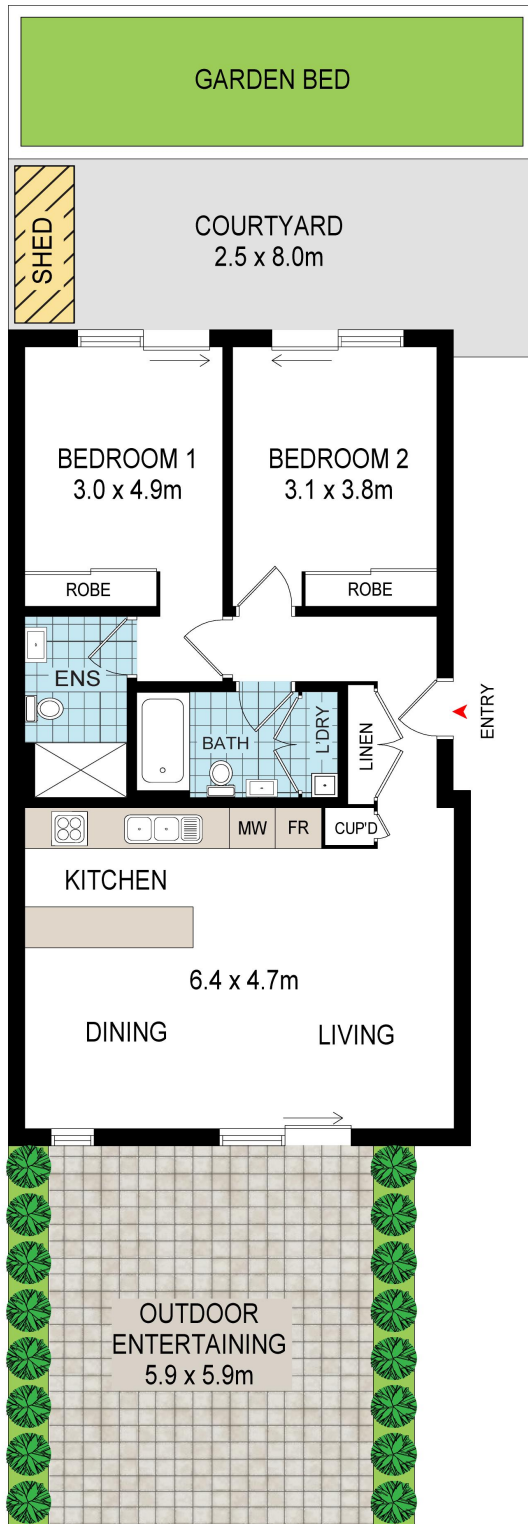 GARDEN BED
SHED
COURTYARD
2.5 x 8.0m
BEDROOM 1
3.0 x 4.9m
BEDROOM 2
3.1 x 3.8m
ROBE
ROBE
ENS
BATH
L'DRY
LINEN
ENTRY
MW
FR
CUP'D
KITCHEN
6.4 x 4.7m
DINING
LIVING
OUTDOOR
ENTERTAINING
5.9 x 5.9m